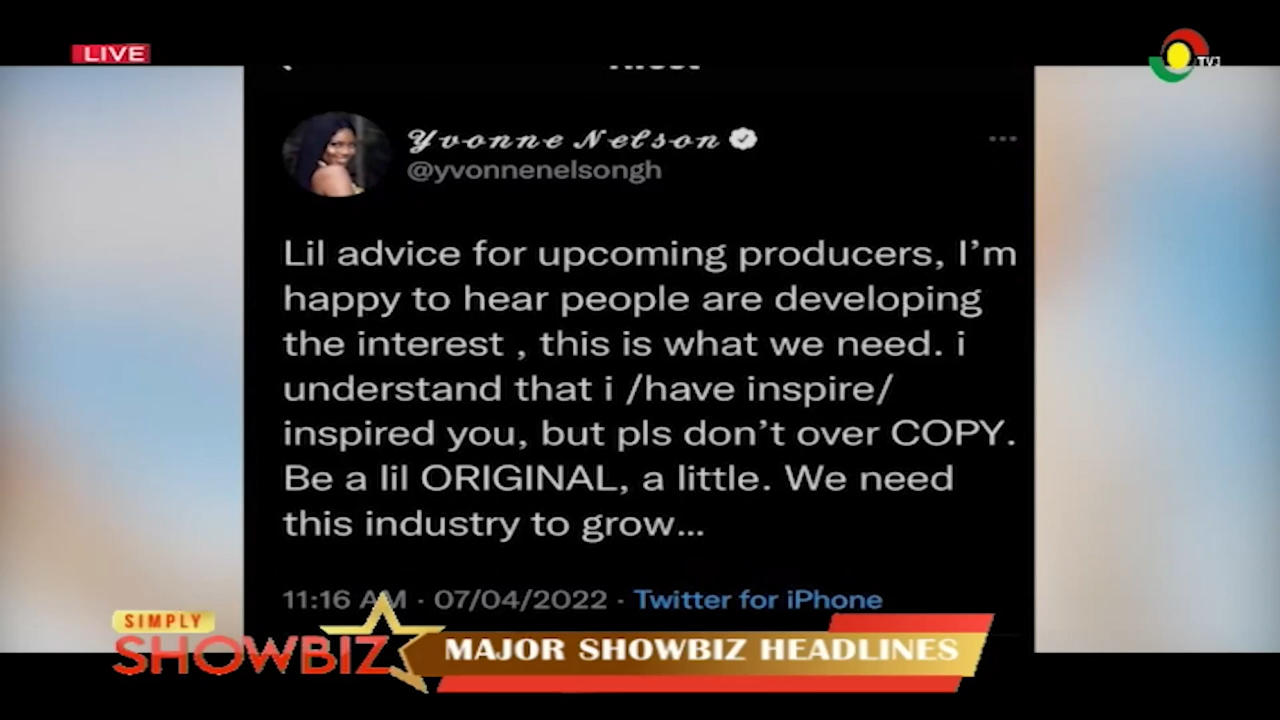 LIVE
TV3
Yvonne Nelson
@yvonnenelsongh
Lil advice for upcoming producers, I’m
happy to hear people are developing
the interest , this is what we need. i
understand that i /have inspire/
inspired you, but pls don’t over COPY.
Be a lil ORIGINAL, a little. We need
this industry to grow...
11:16 AM · 07/04/2022 · Twitter for iPhone
SIMPLY
SHOWBIZ
MAJOR SHOWBIZ HEADLINES